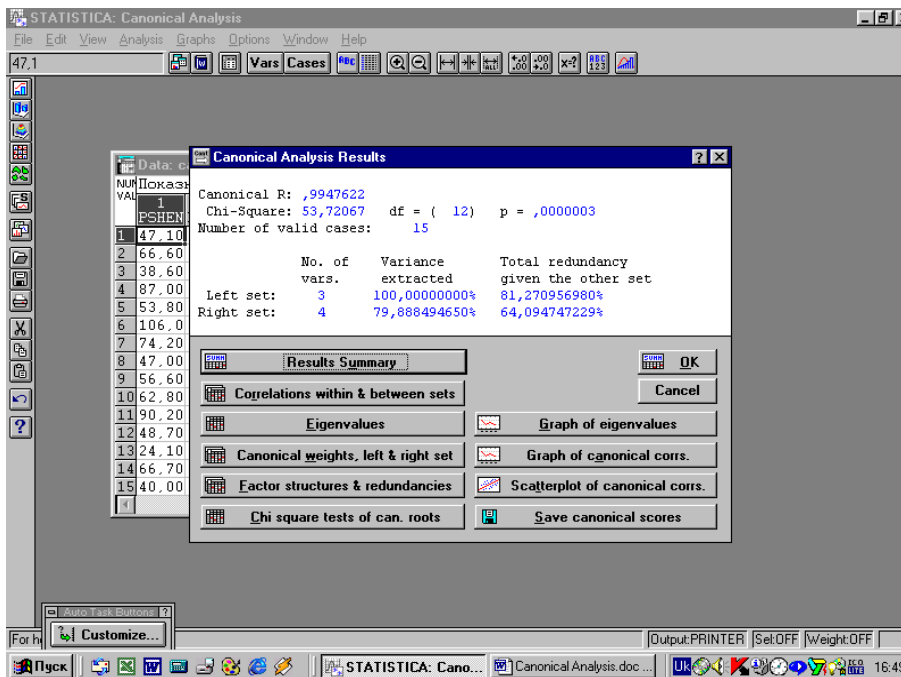 STATISTICA: Canonical Analysis
File Edit View Analysis Graphs Options Window Help
47,1 Vars Cases ABC
Data: c
NUM Показн
VAL 1
PSHEN
1 47,10
2 66,60
3 38,60
4 87,00
5 53,80
6 106,0
7 74,20
8 47,00
9 56,60
10 62,80
11 90,20
12 48,70
13 24,10
14 66,70
15 40,00
Canonical Analysis Results
Canonical R: ,9947622
Chi-Square: 53,72067 df = ( 12) p = ,0000003
Number of valid cases: 15
No. of Variance Total redundancy
vars. extracted given the other set
Left set: 3 100,00000000% 81,270956980%
Right set: 4 79,888494650% 64,094747229%
Results Summary
OK
Correlations within & between sets
Cancel
Eigenvalues
Graph of eigenvalues
Canonical weights, left & right set
Graph of canonical corrs.
Factor structures & redundancies
Scatterplot of canonical corrs.
Chi square tests of can. roots
Save canonical scores
Auto Task Buttons
Customize...
For h
Output:PRINTER Sel:OFF Weight:OFF
Пуск STATISTICA: Cano... Canonical Analysis.doc ... Uk 16:49